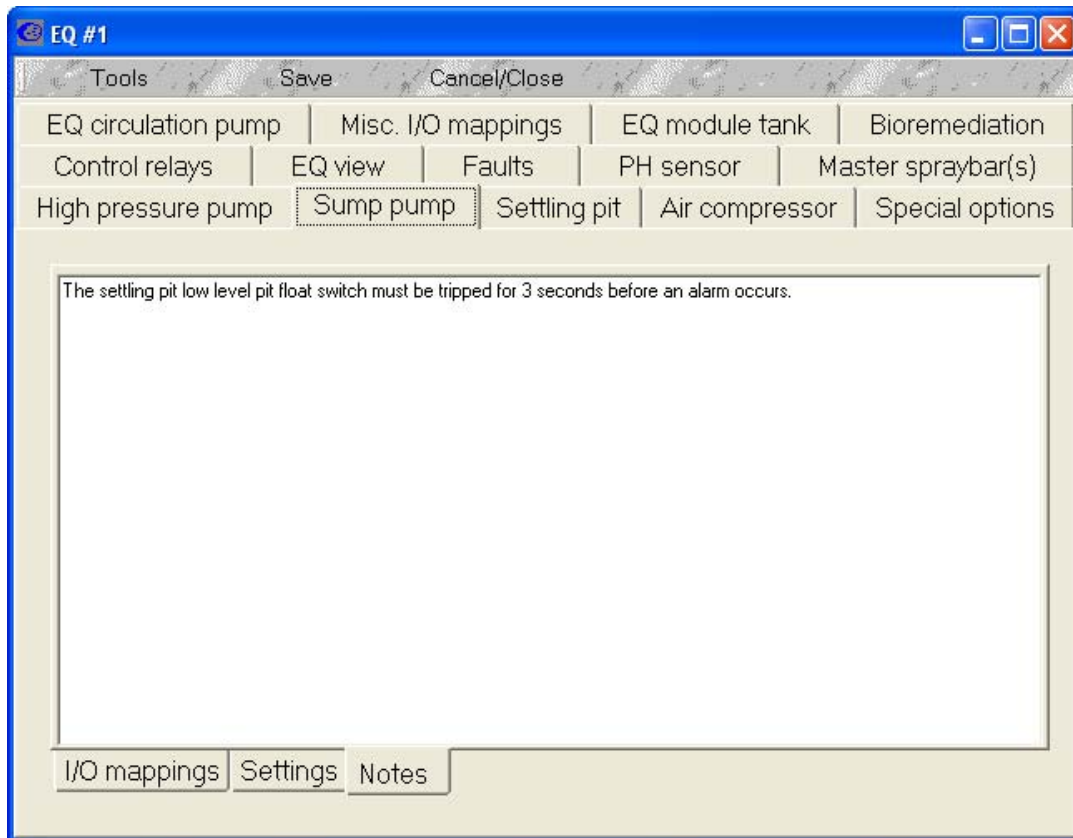 EQ #1
Tools Save Cancel/Close
EQ circulation pump Misc. I/O mappings EQ module tank Bioremediation
Control relays EQ view Faults PH sensor Master spraybar(s)
High pressure pump Sump pump Settling pit Air compressor Special options
The settling pit low level pit float switch must be tripped for 3 seconds before an alarm occurs.
I/O mappings Settings Notes